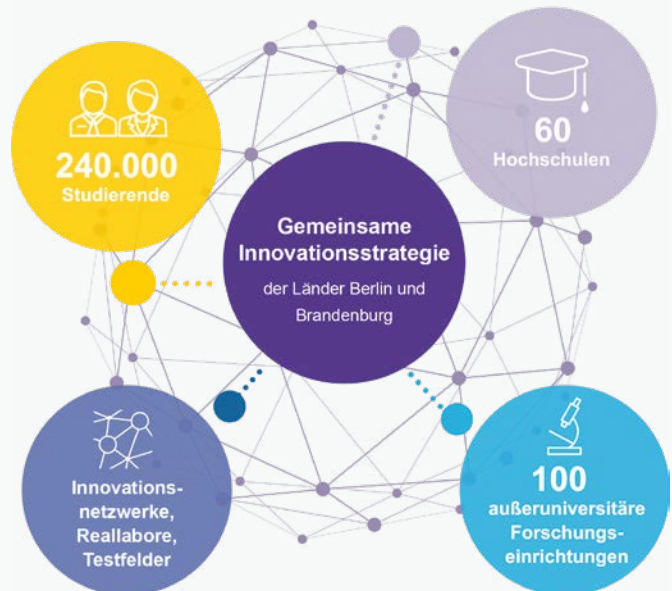 240.000
Studierende
60
Hochschulen
Gemeinsame
Innovationsstrategie
der Länder Berlin und
Brandenburg
Innovations-
netzwerke,
Reallabore,
Testfelder
100
außeruniversitäre
Forschungs-
einrichtungen